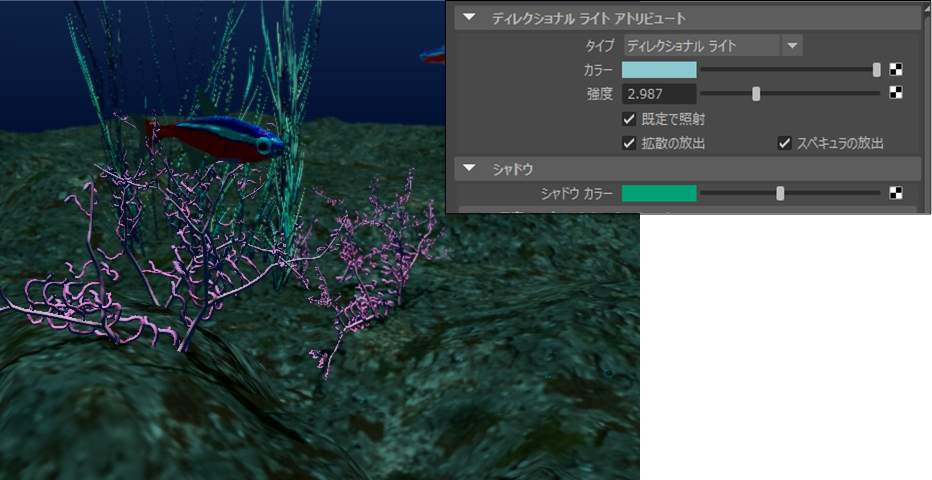 ディレクショナル ライト アトリビュート
タイプ ディレクショナル ライト
カラー
強度 2.987
既定で照射
拡散の放出 スペキュラの放出
シャドウ
シャドウ カラー